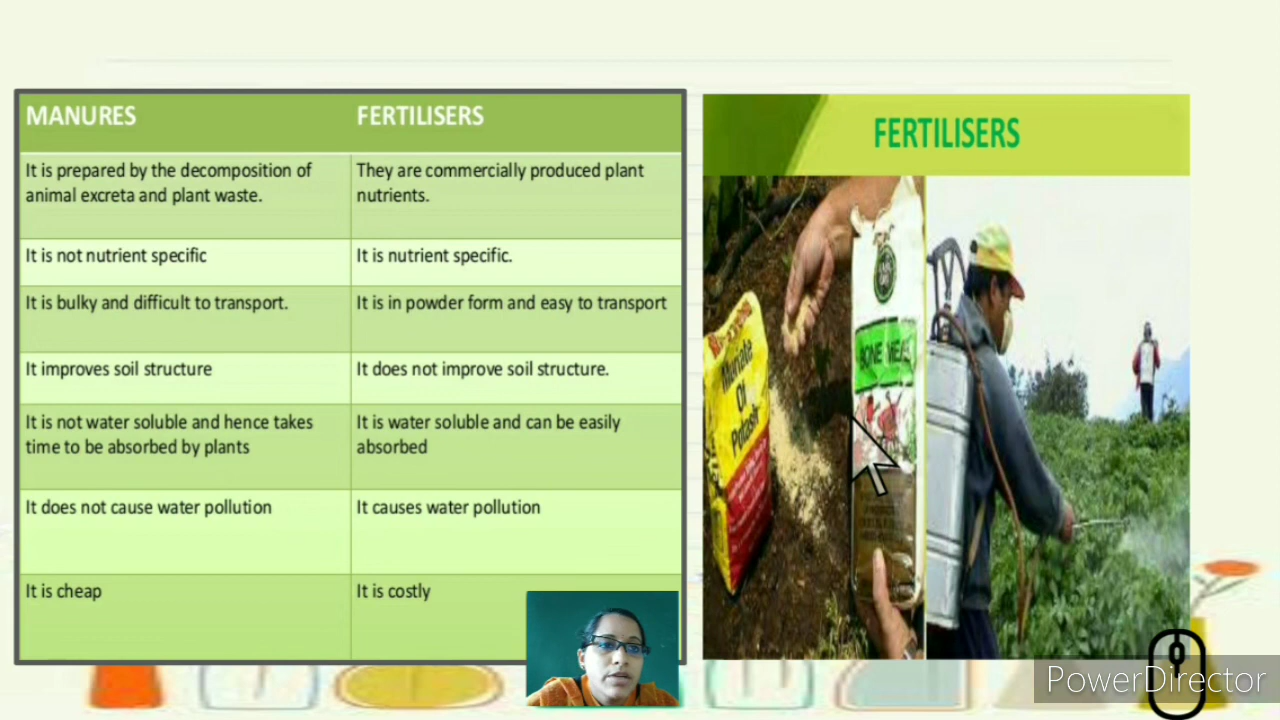 MANURES FERTILISERS
It is prepared by the decomposition of
animal excreta and plant waste.
They are commercially produced plant
nutrients.
It is not nutrient specific
It is nutrient specific.
It is bulky and difficult to transport.
It is in powder form and easy to transport
It improves soil structure
It does not improve soil structure.
It is not water soluble and hence takes
time to be absorbed by plants
It is water soluble and can be easily
absorbed
It does not cause water pollution
It causes water pollution
It is cheap
It is costly
FERTILISERS
Muriate
Of
Potash
BONE MEAL
PowerDirector